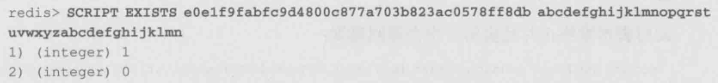 redis> SCRIPT EXISTS e0e1f9fabfc9d4800c877a703b823ac0578ff8db abcdefghijklmnopqrst
uvwxyzabcdefghijklmn
1) (integer) 1
2) (integer) 0